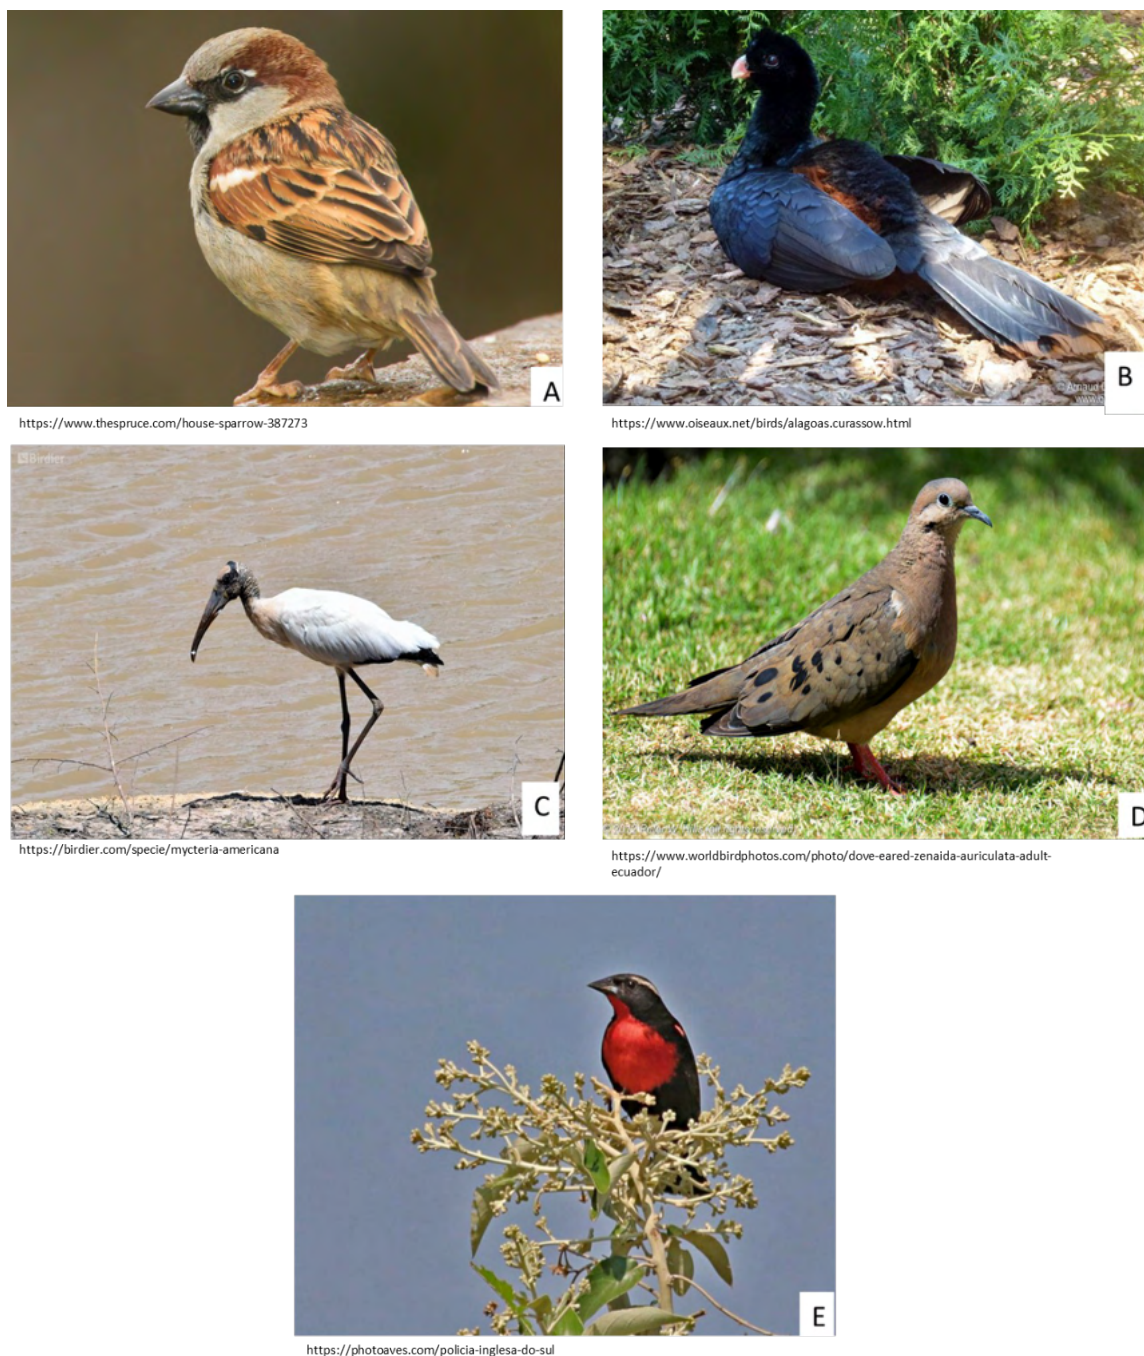 A
https://www.thespruce.com/house-sparrow-387273
B
https://www.oiseaux.net/birds/alagoas.curassow.html
Birdier
C
https://birdier.com/specie/mycteria-americana
D
https://www.worldbirdphotos.com/photo/dove-eared-zenaida-auriculata-adult-
ecuador/
E
https://photoaves.com/policia-inglesa-do-sul